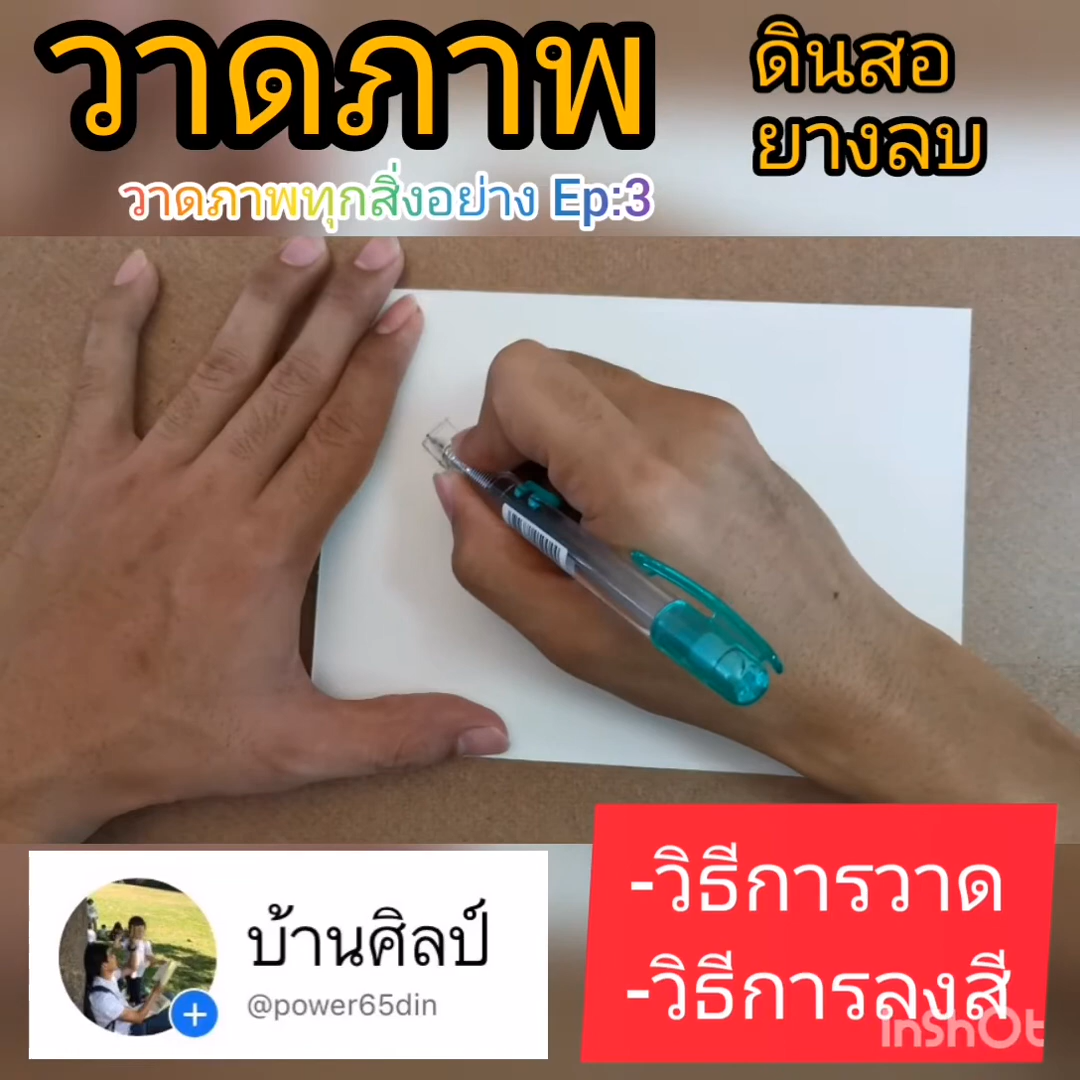 วาดภาพ
ดินสอ
ยางลบ
วาดภาพทุกสิ่งอย่าง Ep:3
บ้านศิลป์
@power65din
-วิธีการวาด
-วิธีการลงสี
InShOt